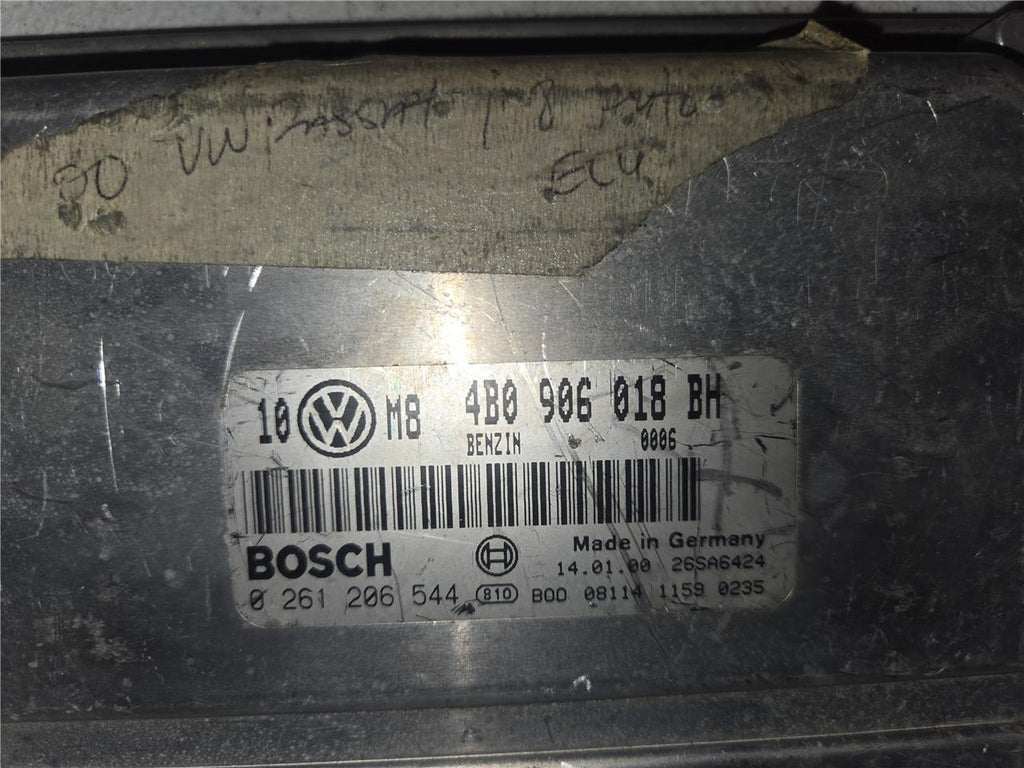 00 VW PASSAT 1.8 AUTO
ECU
10 VW M8 4B0 906 018 BH
BENZIN 0006
BOSCH Made in Germany
14.01.00 26SA6424
0 261 206 544 810 B00 08114 1159 0235